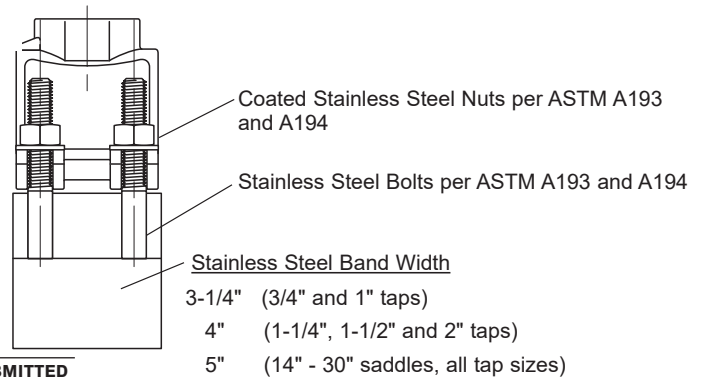 Coated Stainless Steel Nuts per ASTM A193
and A194
Stainless Steel Bolts per ASTM A193 and A194
Stainless Steel Band Width
3-1/4" (3/4" and 1" taps)
4" (1-1/4", 1-1/2" and 2" taps)
5" (14" - 30" saddles, all tap sizes)